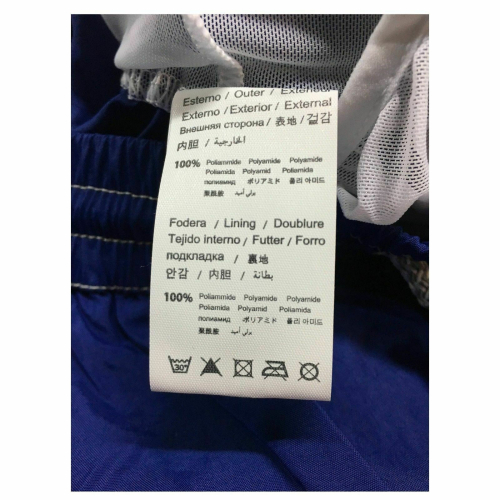 Esterno / Outer / Extérieur
Externo / Exterior / External
Внешняя сторона / 表地 / 겉감
内胆 / الخارجية
100% Poliammide Polyamide Polyamide
Poliamida Polyamid Poliamida
полиамид ポリアミド 폴리 아미드
聚酰胺 بولي أميد
Fodera / Lining / Doublure
Tejido interno / Futter / Forro
подкладка / 裏地
안감 / 内胆 / بطانة
100% Poliammide Polyamide Polyamide
Poliamida Polyamid Poliamida
полиамид ポリアミド 폴리 아미드
聚酰胺 بولي أميد
30°